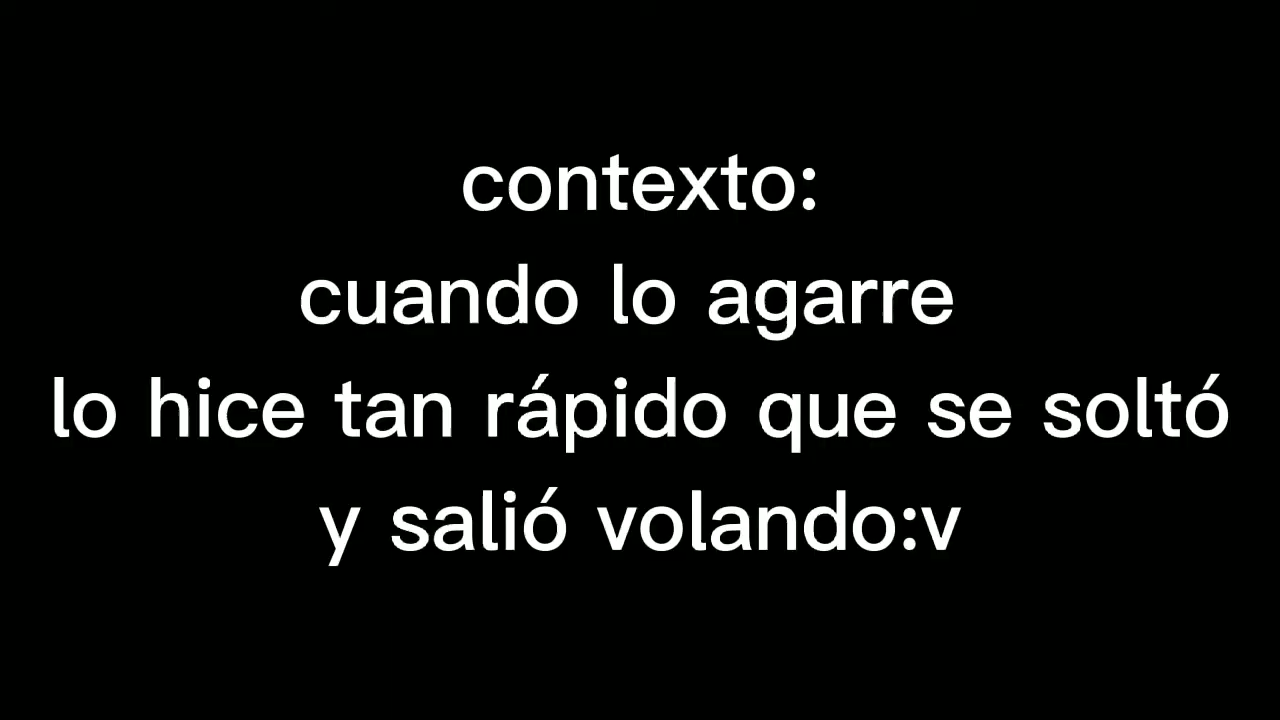 contexto:
cuando lo agarre
lo hice tan rápido que se soltó
y salió volando:v